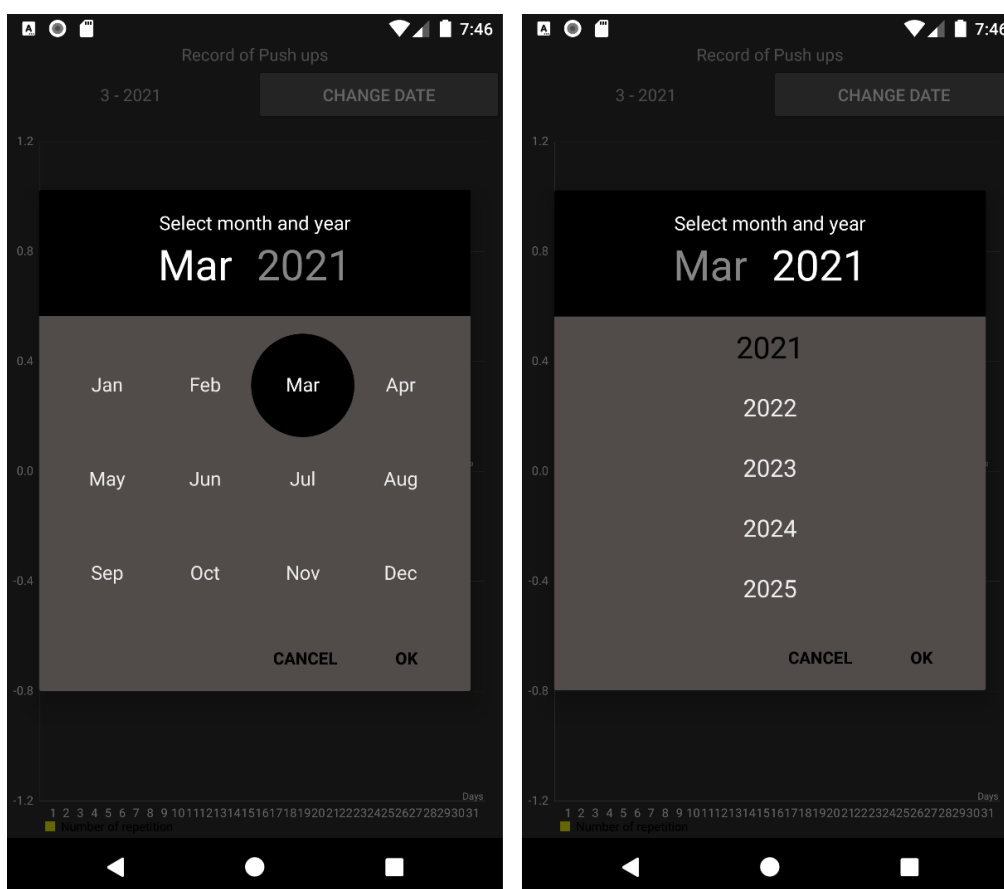 7:46
Record of Push ups
3 - 2021 CHANGE DATE
1.2
Select month and year
0.8
Mar 2021
0.4
Jan Feb Mar Apr
0.0
May Jun Jul Aug
Sep Oct Nov Dec
-0.4
CANCEL OK
-0.8
Days
-1.2
1 2 3 4 5 6 7 8 9 10 11 12 13 14 15 16 17 18 19 20 21 22 23 24 25 26 27 28 29 30 31
Number of repetition
7:46
Record of Push ups
3 - 2021 CHANGE DATE
1.2
Select month and year
0.8
Mar 2021
2021
0.4
2022
2023
0.0
2024
-0.4
2025
CANCEL OK
-0.8
Days
-1.2
1 2 3 4 5 6 7 8 9 10 11 12 13 14 15 16 17 18 19 20 21 22 23 24 25 26 27 28 29 30 31
Number of repetition